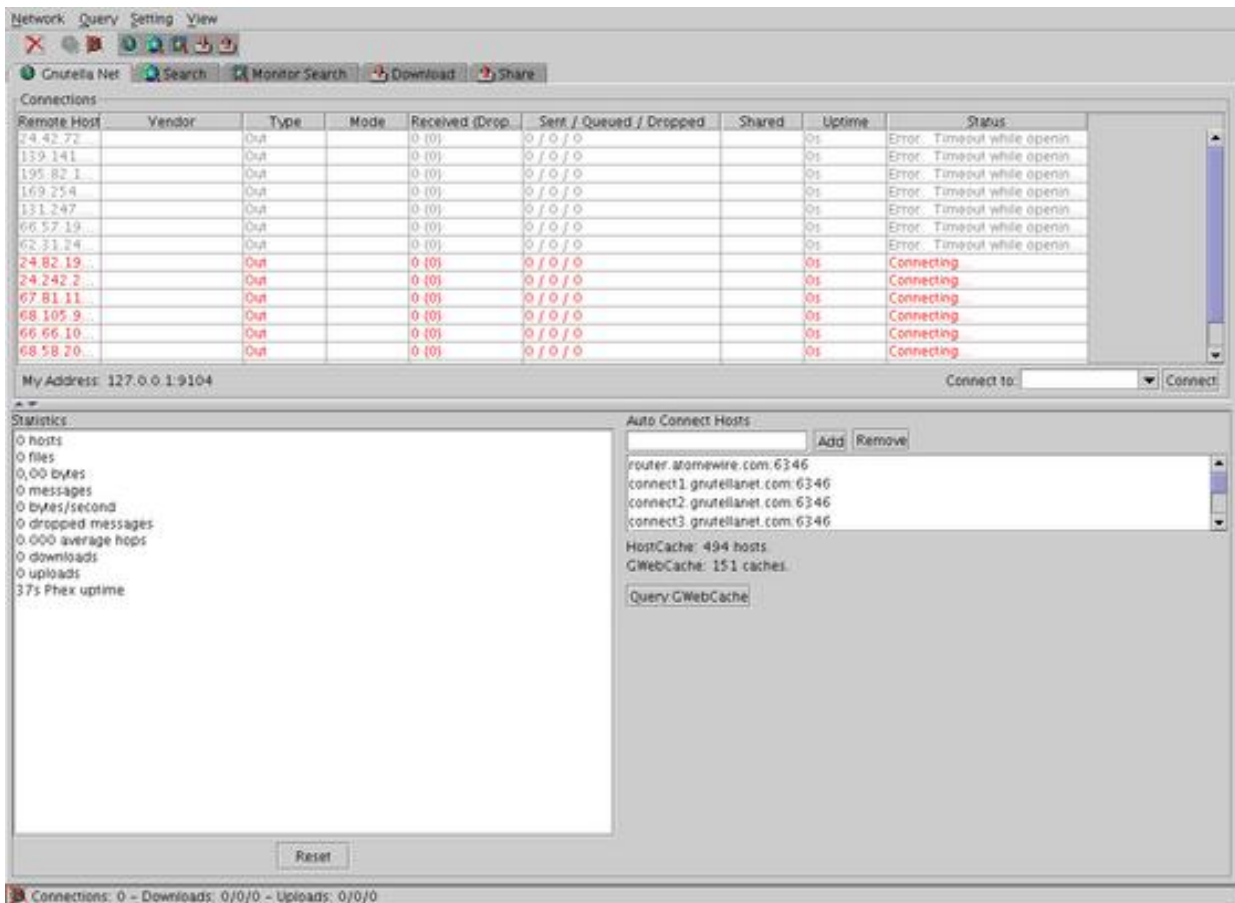 Network Query Setting View
Gnutella Net Search Monitor Search Download Share
Connections
Remote Host Vendor Type Mode Received (Drop... Sent / Queued / Dropped Shared Uptime Status
24.42.72... Out 0 (0) 0 / 0 / 0 0s Error... Timeout while openin...
139.141... Out 0 (0) 0 / 0 / 0 0s Error... Timeout while openin...
195.82.1... Out 0 (0) 0 / 0 / 0 0s Error... Timeout while openin...
169.254... Out 0 (0) 0 / 0 / 0 0s Error... Timeout while openin...
131.247... Out 0 (0) 0 / 0 / 0 0s Error... Timeout while openin...
66.57.19... Out 0 (0) 0 / 0 / 0 0s Error... Timeout while openin...
62.31.24... Out 0 (0) 0 / 0 / 0 0s Error... Timeout while openin...
24.82.19... Out 0 (0) 0 / 0 / 0 0s Connecting...
24.242.2... Out 0 (0) 0 / 0 / 0 0s Connecting...
67.81.11... Out 0 (0) 0 / 0 / 0 0s Connecting...
68.105.9... Out 0 (0) 0 / 0 / 0 0s Connecting...
66.66.10... Out 0 (0) 0 / 0 / 0 0s Connecting...
68.58.20... Out 0 (0) 0 / 0 / 0 0s Connecting...
My Address: 127.0.0.1:9104 Connect to: Connect
Statistics
0 hosts
0 files
0,00 bytes
0 messages
0 bytes/second
0 dropped messages
0.000 average hops
0 downloads
0 uploads
37s Phex uptime
Reset
Auto Connect Hosts
Add Remove
router.atomewire.com:6346
connect1.gnutellanet.com:6346
connect2.gnutellanet.com:6346
connect3.gnutellanet.com:6346
HostCache: 494 hosts.
GWebCache: 151 caches.
Query GWebCache
Connections: 0 – Downloads: 0/0/0 – Uploads: 0/0/0